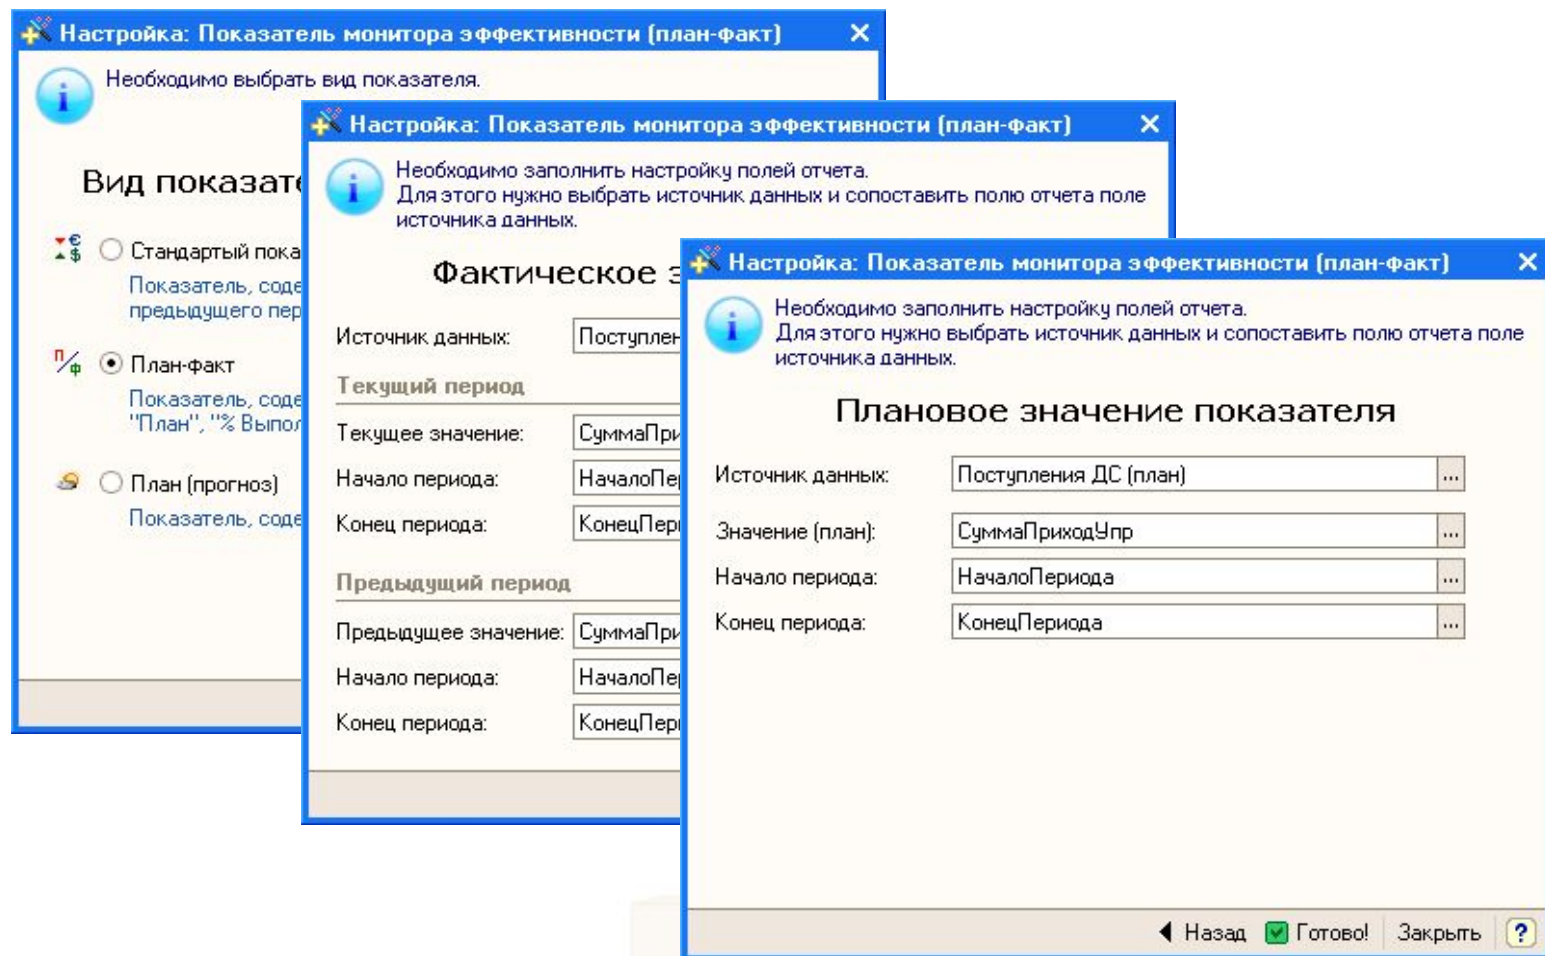 Настройка: Показатель монитора эффективности (план-факт)
Необходимо выбрать вид показателя.
Вид показат
Стандартый пока
Показатель, соде
предыдущего пер
План-факт
Показатель, соде
"План", "% Выпол
План (прогноз)
Показатель, соде
Настройка: Показатель монитора эффективности (план-факт)
Необходимо заполнить настройку полей отчета.
Для этого нужно выбрать источник данных и сопоставить полю отчета поле
источника данных.
Фактическое з
Источник данных: Поступлен
Текущий период
Текущее значение: СуммаПри
Начало периода: НачалоПер
Конец периода: КонецПери
Предыдущий период
Предыдущее значение: СуммаПри
Начало периода: НачалоПер
Конец периода: КонецПери
Настройка: Показатель монитора эффективности (план-факт)
Необходимо заполнить настройку полей отчета.
Для этого нужно выбрать источник данных и сопоставить полю отчета поле
источника данных.
Плановое значение показателя
Источник данных: Поступления ДС (план) ...
Значение (план): СуммаПриходУпр ...
Начало периода: НачалоПериода ...
Конец периода: КонецПериода ...
Назад Готово! Закрыть ?